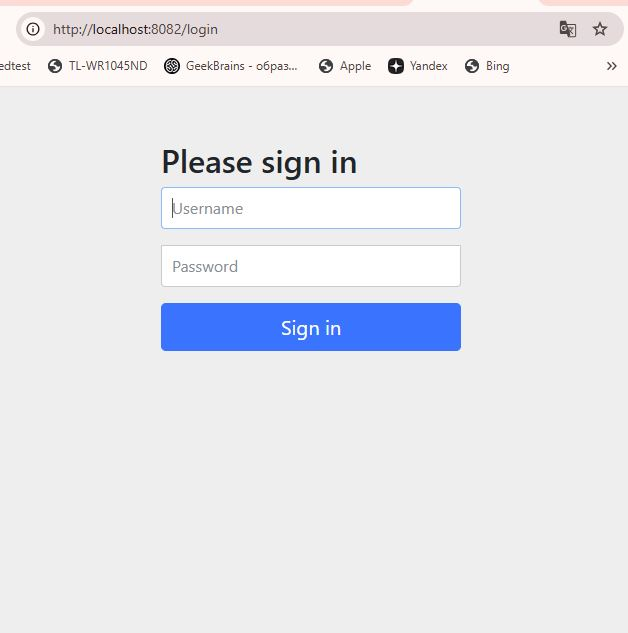 http://localhost:8082/login
edtest TL-WR1045ND GeekBrains - образ... Apple Yandex Bing
Please sign in
Username
Password
Sign in